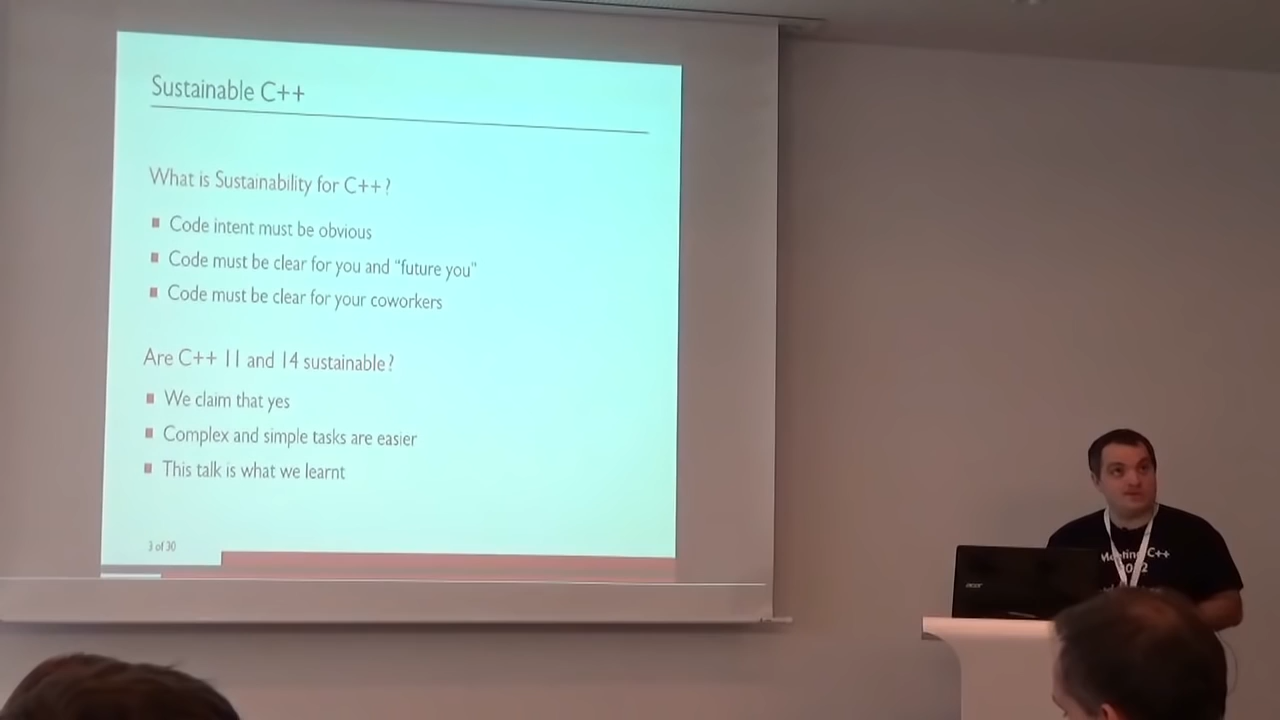 Sustainable C++
What is Sustainability for C++?
Code intent must be obvious
Code must be clear for you and "future you"
Code must be clear for your coworkers
Are C++ 11 and 14 sustainable?
We claim that yes
Complex and simple tasks are easier
This talk is what we learnt
3 of 30
acer
Meeting C++